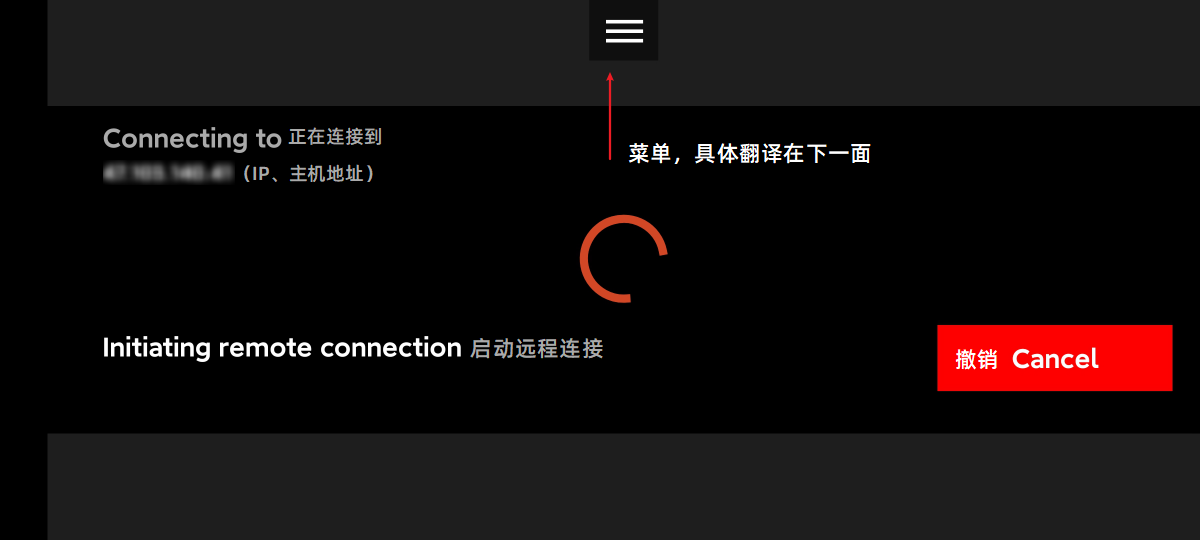 Connecting to 正在连接到
(IP、主机地址)
菜单，具体翻译在下一面
Initiating remote connection 启动远程连接
撤销 Cancel